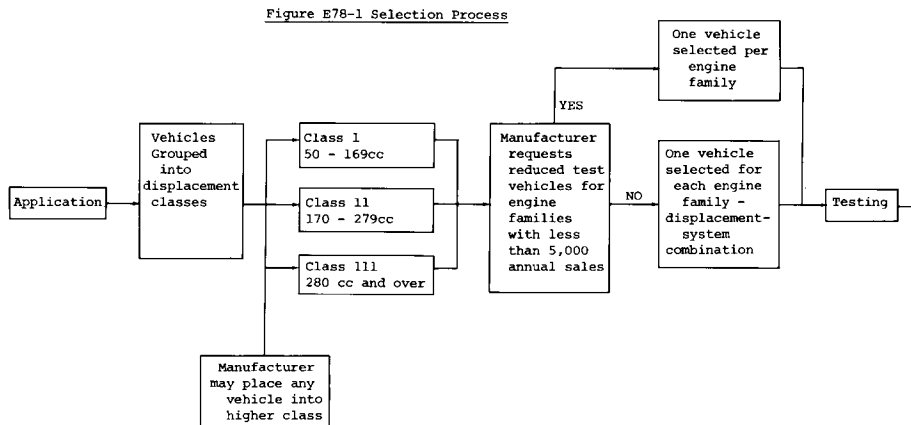 Figure E78-1 Selection Process
Application
Vehicles
Grouped
into
displacement
classes
Class l
50 - 169cc
Class ll
170 - 279cc
Class lll
280 cc and over
Manufacturer
may place any
vehicle into
higher class
Manufacturer
requests
reduced test
vehicles for
engine
families
with less
than 5,000
annual sales
YES
One vehicle
selected per
engine
family
NO
One vehicle
selected for
each engine
family -
displacement-
system
combination
Testing